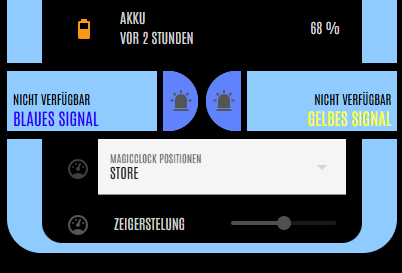 AKKU
VOR 2 STUNDEN
68 %
NICHT VERFÜGBAR
BLAUES SIGNAL
NICHT VERFÜGBAR
GELBES SIGNAL
MAGICCLOCK POSITIONEN
STORE
ZEIGERSTELUNG